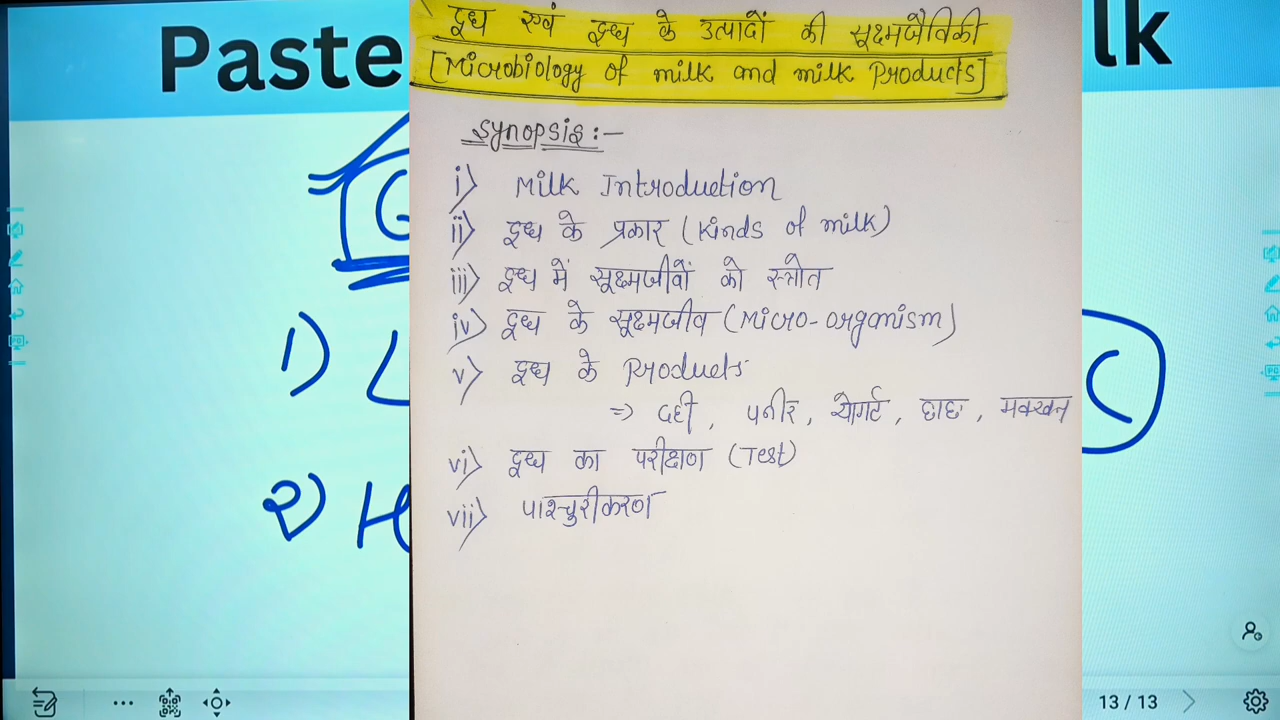 Paste
lk
दूध एवं दूध के उत्पादों की सूक्ष्मजैविकी
[Microbiology of milk and milk Products]
Synopsis:-
i) Milk Introduction
ii) दूध के प्रकार (Kinds of milk)
iii) दूध में सूक्ष्मजीवों को स्त्रोत
iv) दूध के सूक्ष्मजीव (Micro-organism)
v) दूध के Products
=> दही, पनीर, योगर्ट, छाछ, मक्खन
vi) दूध का परीक्षण (Test)
vii) पाश्चुरीकरण
1) L
C
2) H
13 / 13